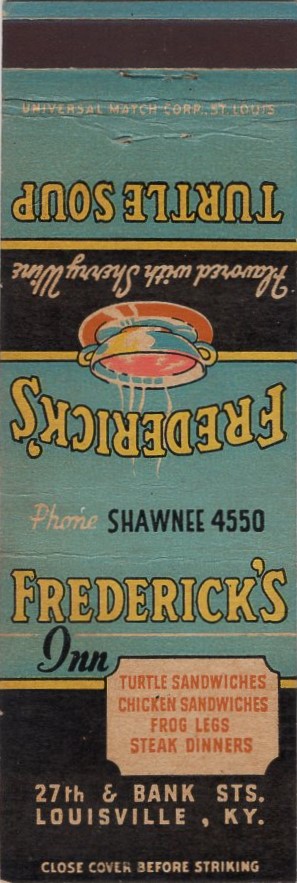 UNIVERSAL MATCH CORP., ST. LOUIS
FREDERICK'S
Flavored with Sherry Wine
TURTLE SOUP
Phone SHAWNEE 4550
FREDERICK'S
Inn
TURTLE SANDWICHES
CHICKEN SANDWICHES
FROG LEGS
STEAK DINNERS
27th & BANK STS.
LOUISVILLE , KY.
CLOSE COVER BEFORE STRIKING